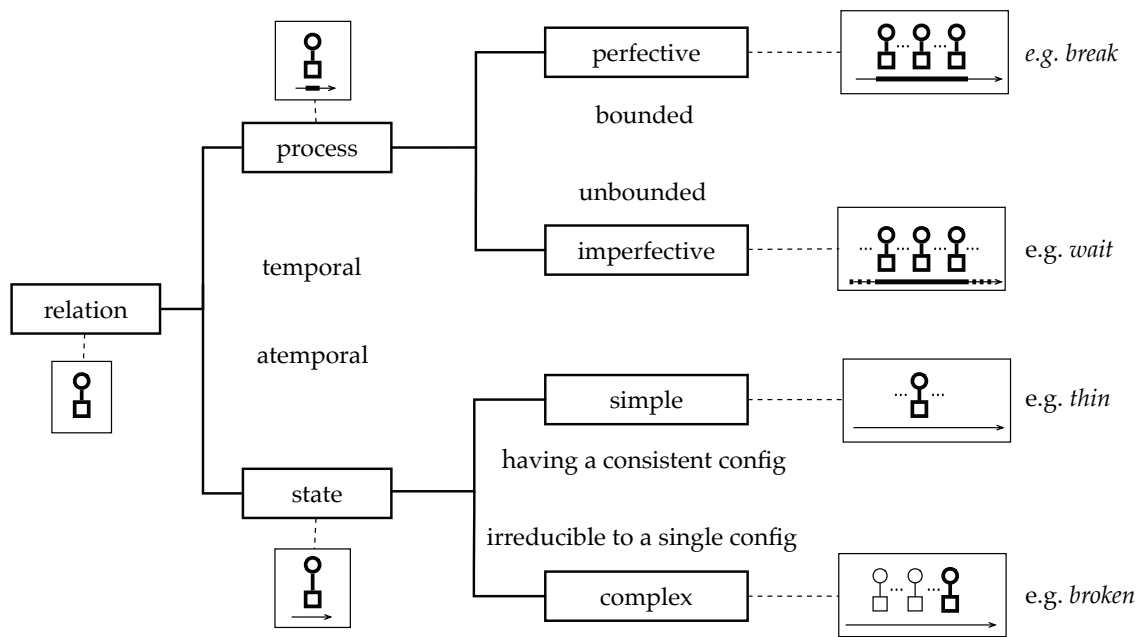 perfective
e.g. break
bounded
process
unbounded
imperfective
e.g. wait
temporal
relation
atemporal
simple
e.g. thin
having a consistent config
state
irreducible to a single config
complex
e.g. broken